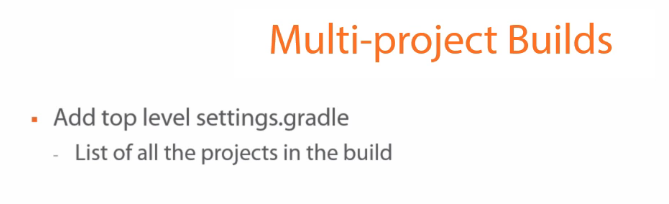 Multi-project Builds
▪ Add top level settings.gradle
- List of all the projects in the build